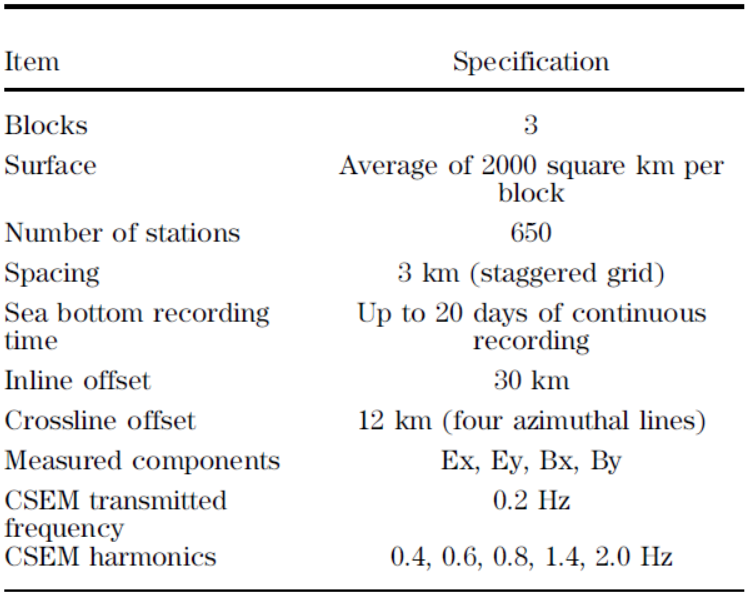 Item Specification
Blocks 3
Surface Average of 2000 square km per
block
Number of stations 650
Spacing 3 km (staggered grid)
Sea bottom recording Up to 20 days of continuous
time recording
Inline offset 30 km
Crossline offset 12 km (four azimuthal lines)
Measured components Ex, Ey, Bx, By
CSEM transmitted 0.2 Hz
frequency
CSEM harmonics 0.4, 0.6, 0.8, 1.4, 2.0 Hz